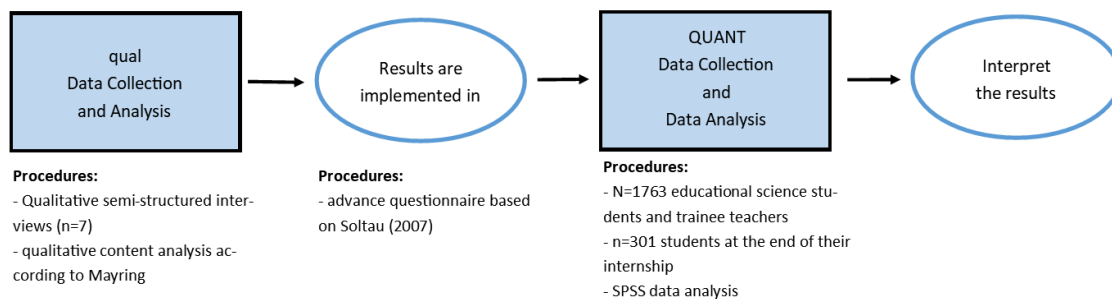 qual
Data Collection
and Analysis
Results are
implemented in
QUANT
Data Collection
and
Data Analysis
Interpret
the results
Procedures:
- Qualitative semi-structured inter-
views (n=7)
- qualitative content analysis ac-
cording to Mayring
Procedures:
- advance questionnaire based
on Soltau (2007)
Procedures:
- N=1763 educational science stu-
dents and trainee teachers
- n=301 students at the end of their
internship
- SPSS data analysis